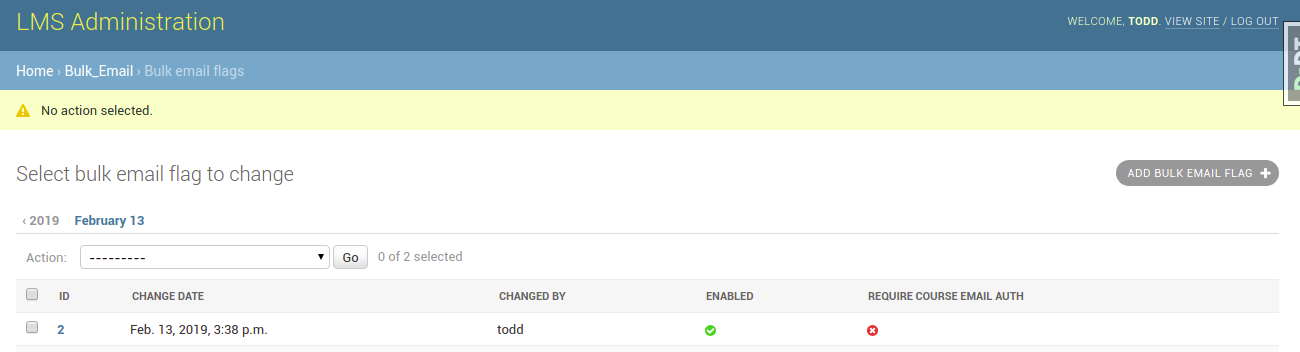 LMS Administration
WELCOME, TODD. VIEW SITE / LOG OUT
Home › Bulk_Email › Bulk email flags
No action selected.
Select bulk email flag to change
ADD BULK EMAIL FLAG
‹ 2019 February 13
Action: --------- Go 0 of 2 selected
ID CHANGE DATE CHANGED BY ENABLED REQUIRE COURSE EMAIL AUTH
2 Feb. 13, 2019, 3:38 p.m. todd